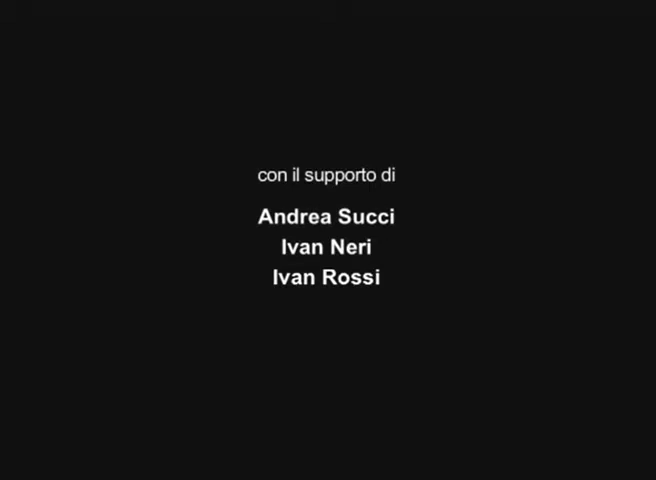 con il supporto di
Andrea Succi
Ivan Neri
Ivan Rossi